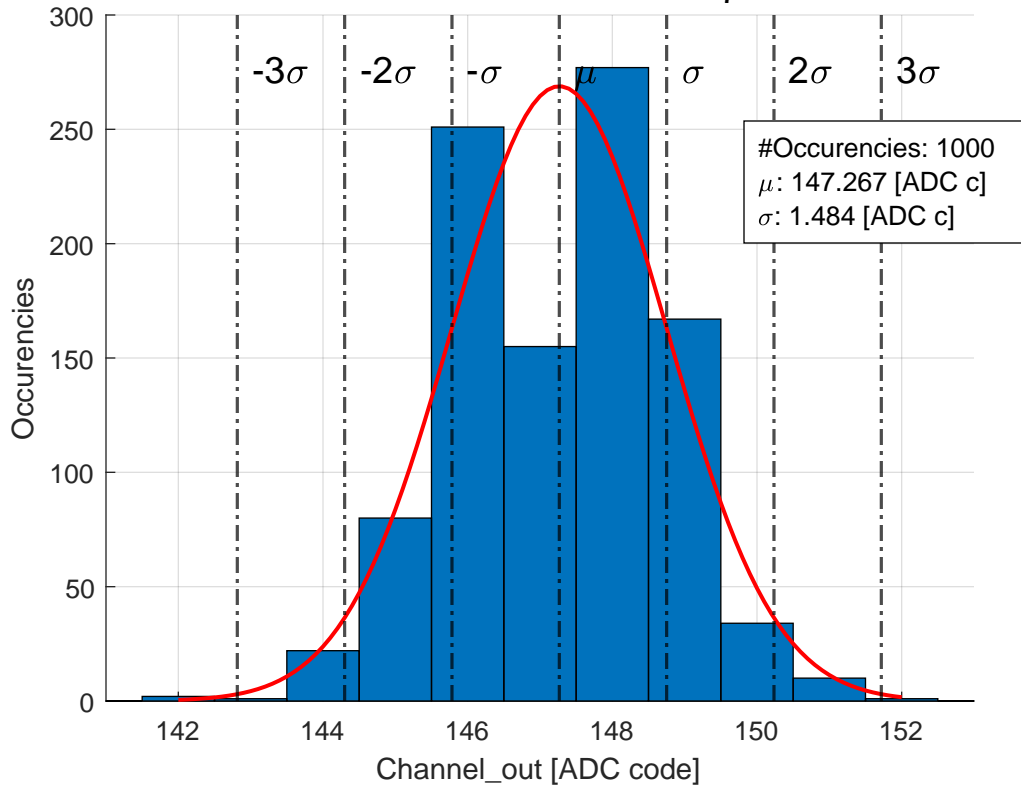 300
-3σ -2σ -σ μ σ 2σ 3σ
250
#Occurencies: 1000
μ: 147.267 [ADC c]
σ: 1.484 [ADC c]
200
Occurencies
150
100
50
0
142 144 146 148 150 152
Channel_out [ADC code]